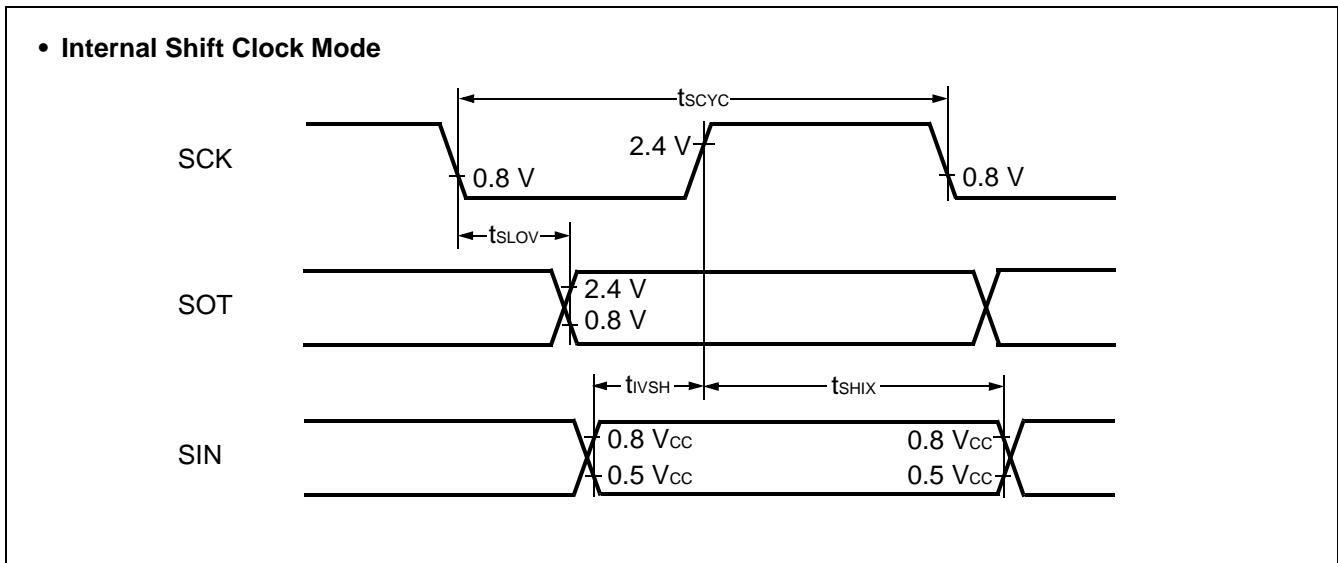 • Internal Shift Clock Mode
tSCYC
SCK
2.4 V
0.8 V
0.8 V
tSLOV
SOT
2.4 V
0.8 V
tIVSH
tSHIX
SIN
0.8 VCC
0.8 VCC
0.5 VCC
0.5 VCC